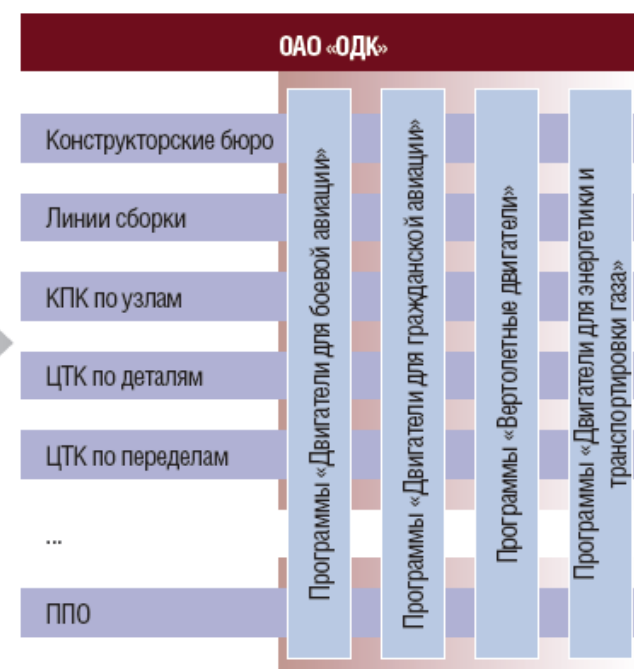 ОАО «ОДК»
Конструкторские бюро
Линии сборки
КПК по узлам
ЦТК по деталям
ЦТК по переделам
...
ППО
Программы «Двигатели для боевой авиации»
Программы «Двигатели для гражданской авиации»
Программы «Вертолетные двигатели»
Программы «Двигатели для энергетики и
транспортировки газа»